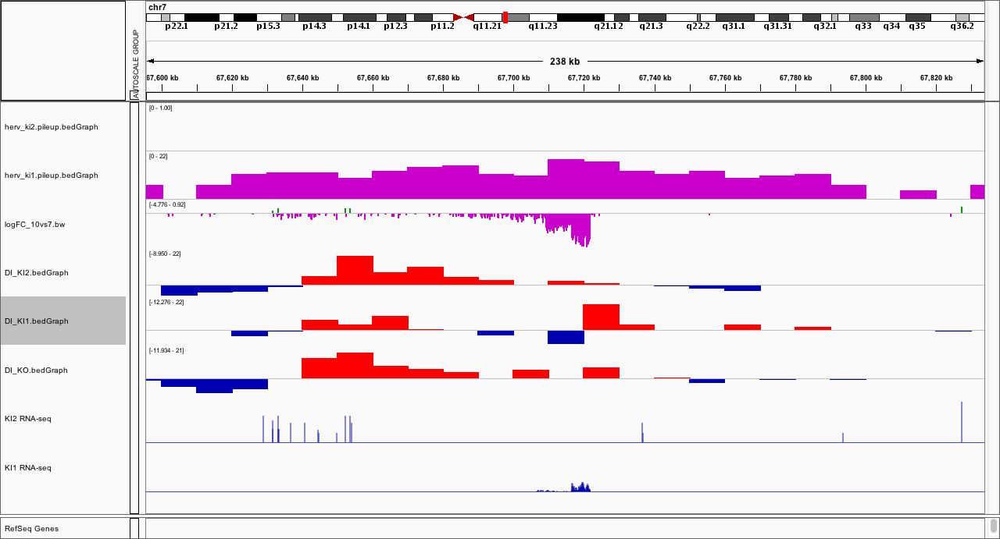 chr7
p22.1 p21.2 p15.3 p14.3 p14.1 p12.3 p11.2 q11.21 q11.23 q21.12 q21.3 q22.2 q31.1 q31.31 q32.1 q33 q34 q35 q36.2
AUTOSCALE GROUP
238 kb
67,600 kb 67,620 kb 67,640 kb 67,660 kb 67,680 kb 67,700 kb 67,720 kb 67,740 kb 67,760 kb 67,780 kb 67,800 kb 67,820 kb
[0 - 1.00]
herv_ki2.pileup.bedGraph
[0 - 22]
herv_ki1.pileup.bedGraph
[-4.776 - 0.92]
logFC_10vs7.bw
[-8.950 - 22]
DI_KI2.bedGraph
[-12.276 - 22]
DI_KI1.bedGraph
[-11.934 - 21]
DI_KO.bedGraph
KI2 RNA-seq
KI1 RNA-seq
RefSeq Genes